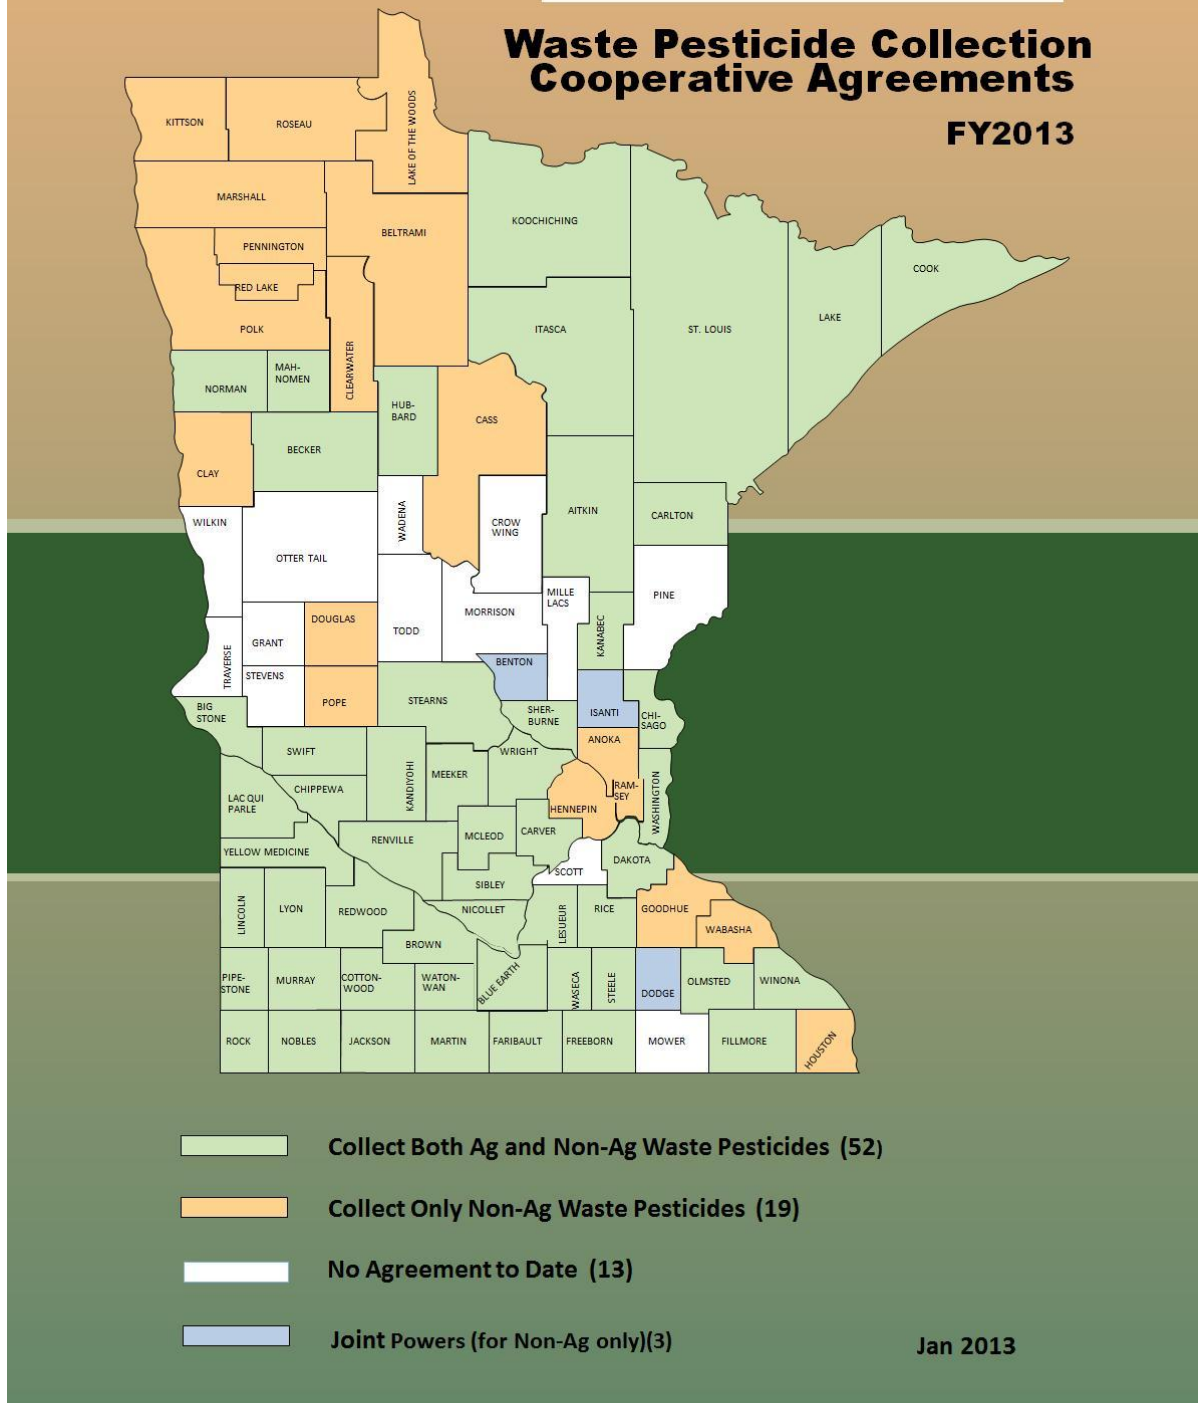 Waste Pesticide Collection
Cooperative Agreements
FY2013
KITTSON
ROSEAU
LAKE OF THE WOODS
MARSHALL
KOOCHICHING
BELTRAMI
PENNINGTON
COOK
RED LAKE
LAKE
POLK
ITASCA
ST. LOUIS
CLEARWATER
MAH-
NOMEN
NORMAN
HUB-
BARD
CASS
BECKER
CLAY
WADENA
AITKIN
CARLTON
WILKIN
CROW
WING
OTTER TAIL
MILLE
LACS
PINE
MORRISON
DOUGLAS
TODD
KANABEC
GRANT
TRAVERSE
BENTON
STEVENS
POPE
STEARNS
BIG
STONE
SHER-
BURNE
ISANTI
CHI-
SAGO
ANOKA
SWIFT
WRIGHT
KANDIYOHI
MEEKER
CHIPPEWA
RAM-
SEY
WASHINGTON
LAC QUI
PARLE
HENNEPIN
RENVILLE
MCLEOD
CARVER
YELLOW MEDICINE
DAKOTA
SCOTT
SIBLEY
LINCOLN
LYON
REDWOOD
NICOLLET
LESUEUR
RICE
GOODHUE
WABASHA
BROWN
PIPE-
STONE
MURRAY
COTTON-
WOOD
WATON-
WAN
BLUE EARTH
WASECA
STEELE
DODGE
OLMSTED
WINONA
ROCK
NOBLES
JACKSON
MARTIN
FARIBAULT
FREEBORN
MOWER
FILLMORE
HOUSTON
Collect Both Ag and Non-Ag Waste Pesticides (52)
Collect Only Non-Ag Waste Pesticides (19)
No Agreement to Date (13)
Joint Powers (for Non-Ag only)(3)
Jan 2013